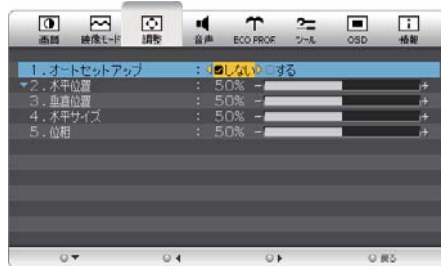 画質 映像モード 調整 音声 ECO PROF. ツール OSD 情報
1.オートセットアップ : しない する
2.水平位置 : 50% − +
3.垂直位置 : 50% − +
4.水平サイズ : 50% − +
5.位相 : 50% − +
戻る